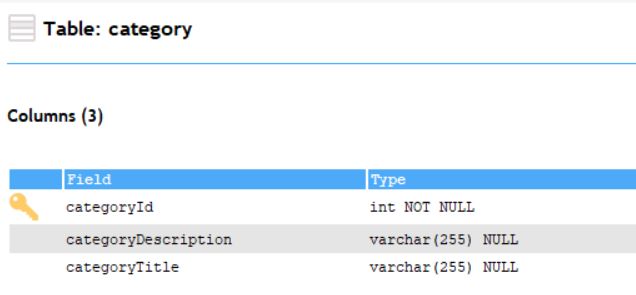 Table: category
Columns (3)
Field Type
categoryId int NOT NULL
categoryDescription varchar(255) NULL
categoryTitle varchar(255) NULL